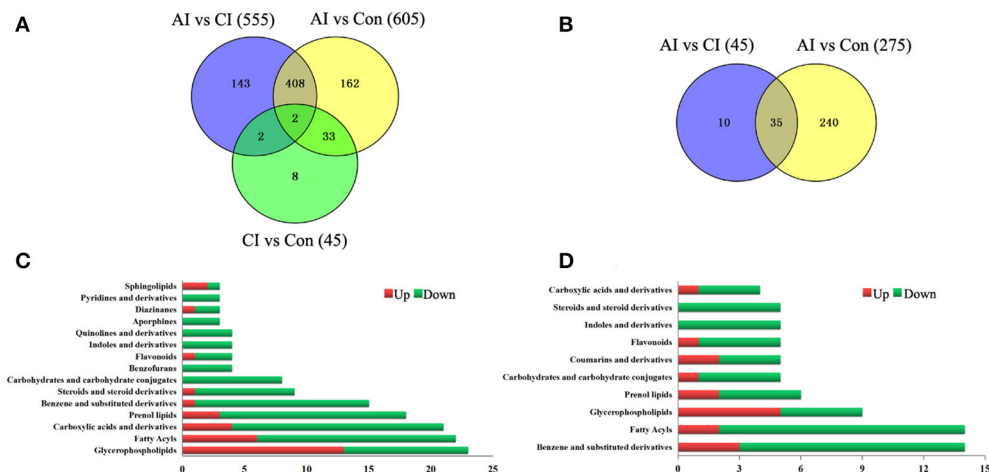 A
AI vs CI (555)
AI vs Con (605)
143
408
162
2
2
33
8
CI vs Con (45)
B
AI vs CI (45)
AI vs Con (275)
10
35
240
C
Sphingolipids
Pyridines and derivatives
Diazinanes
Aporphines
Quinolines and derivatives
Indoles and derivatives
Flavonoids
Benzofurans
Carbohydrates and carbohydrate conjugates
Steroids and steroid derivatives
Benzene and substituted derivatives
Prenol lipids
Carboxylic acids and derivatives
Fatty Acyls
Glycerophospholipids
Up Down
0 5 10 15 20 25
D
Carboxylic acids and derivatives
Steroids and steroid derivatives
Indoles and derivatives
Flavonoids
Coumarins and derivatives
Carbohydrates and carbohydrate conjugates
Prenol lipids
Glycerophospholipids
Fatty Acyls
Benzene and substituted derivatives
Up Down
0 3 6 9 12 15